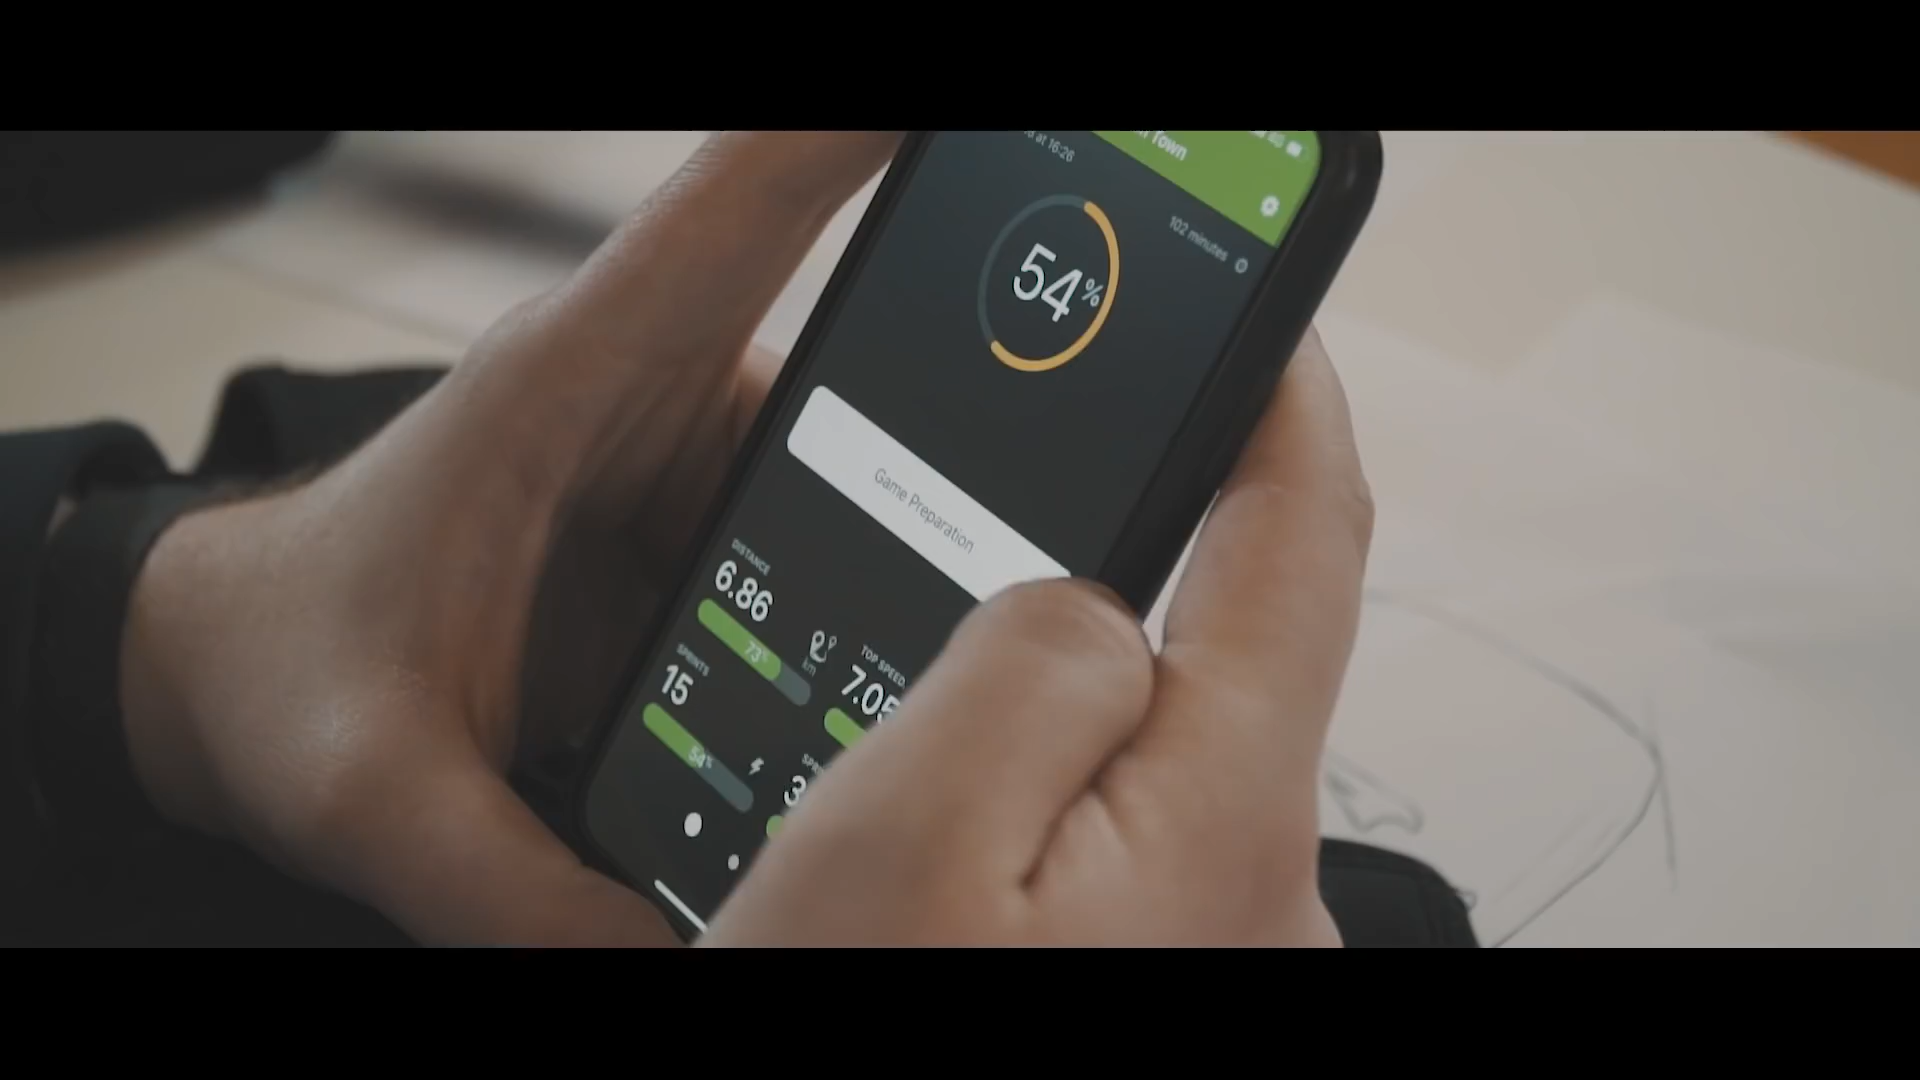 Town
4G
at 16:26
102 minutes
54%
Game Preparation
DISTANCE
6.86
73%
km
TOP SPEED
7.05
SPRINTS
15
54%